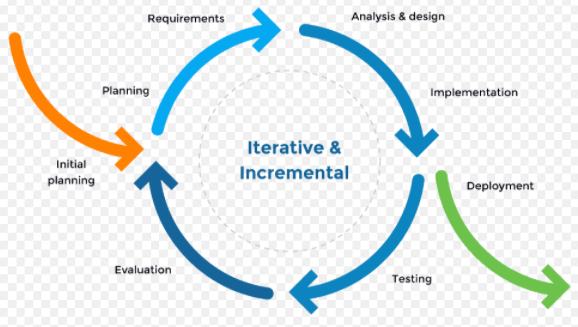 Requirements
Analysis & design
Planning
Implementation
Iterative &
Incremental
Initial
planning
Deployment
Evaluation
Testing